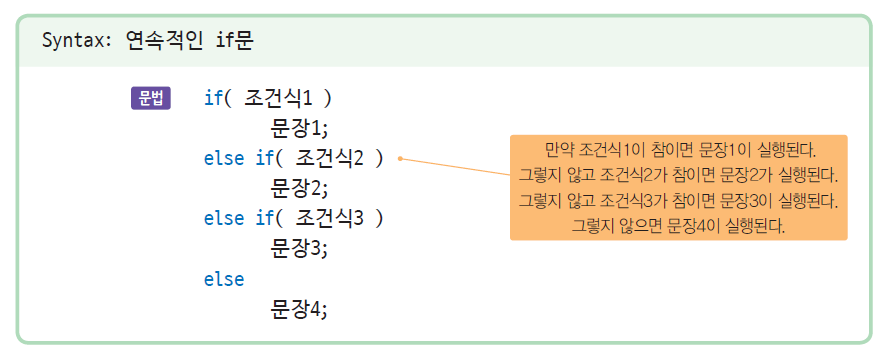 Syntax: 연속적인 if문
문법
if( 조건식1 )
문장1;
else if( 조건식2 )
문장2;
else if( 조건식3 )
문장3;
else
문장4;
만약 조건식1이 참이면 문장1이 실행된다.
그렇지 않고 조건식2가 참이면 문장2가 실행된다.
그렇지 않고 조건식3가 참이면 문장3이 실행된다.
그렇지 않으면 문장4이 실행된다.